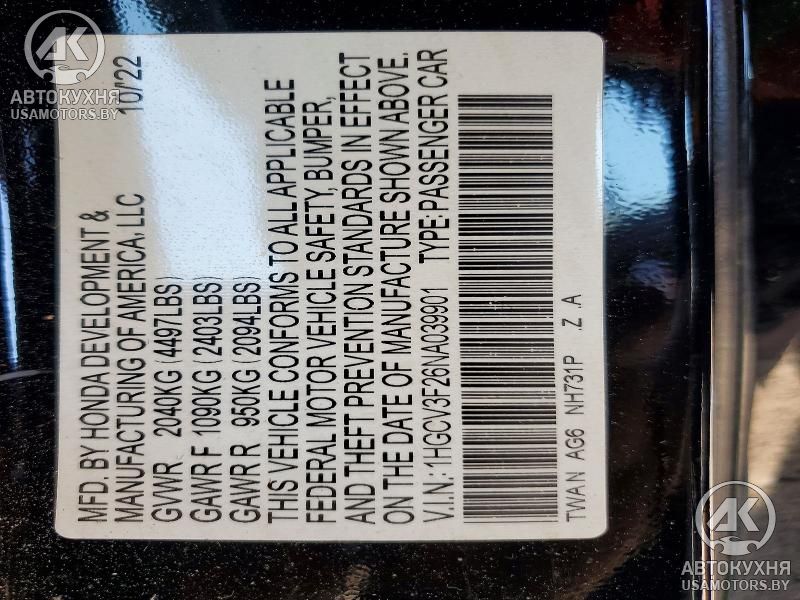 MFD. BY HONDA DEVELOPMENT &
MANUFACTURING OF AMERICA, LLC 10/22
GVWR 2040KG (4497LBS)
GAWR F 1090KG (2403LBS)
GAWR R 950KG (2094LBS)
THIS VEHICLE CONFORMS TO ALL APPLICABLE
FEDERAL MOTOR VEHICLE SAFETY, BUMPER,
AND THEFT PREVENTION STANDARDS IN EFFECT
ON THE DATE OF MANUFACTURE SHOWN ABOVE.
V.I.N: 1HGCV3F26NA039901 TYPE:PASSENGER CAR
TWAN AG6 NH731P .Z .A
АК
АВТОКУХНЯ
USAMOTORS.BY
АК
АВТОКУХНЯ
USAMOTORS.BY